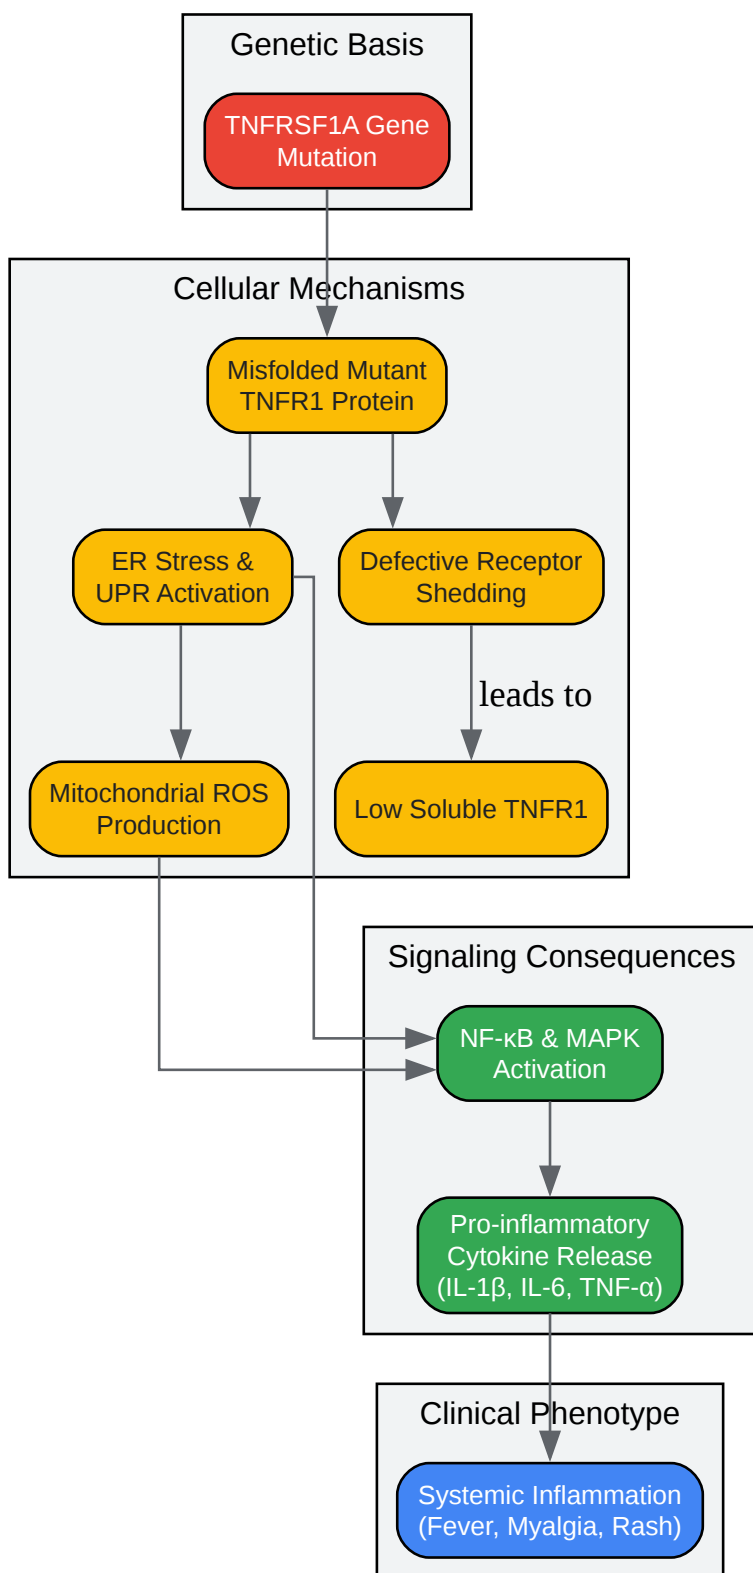 Genetic Basis
TNFRSF1A Gene
Mutation
Cellular Mechanisms
Misfolded Mutant
TNFR1 Protein
ER Stress &
UPR Activation
Defective Receptor
Shedding
leads to
Mitochondrial ROS
Production
Low Soluble TNFR1
Signaling Consequences
NF-κB & MAPK
Activation
Pro-inflammatory
Cytokine Release
(IL-1β, IL-6, TNF-α)
Clinical Phenotype
Systemic Inflammation
(Fever, Myalgia, Rash)